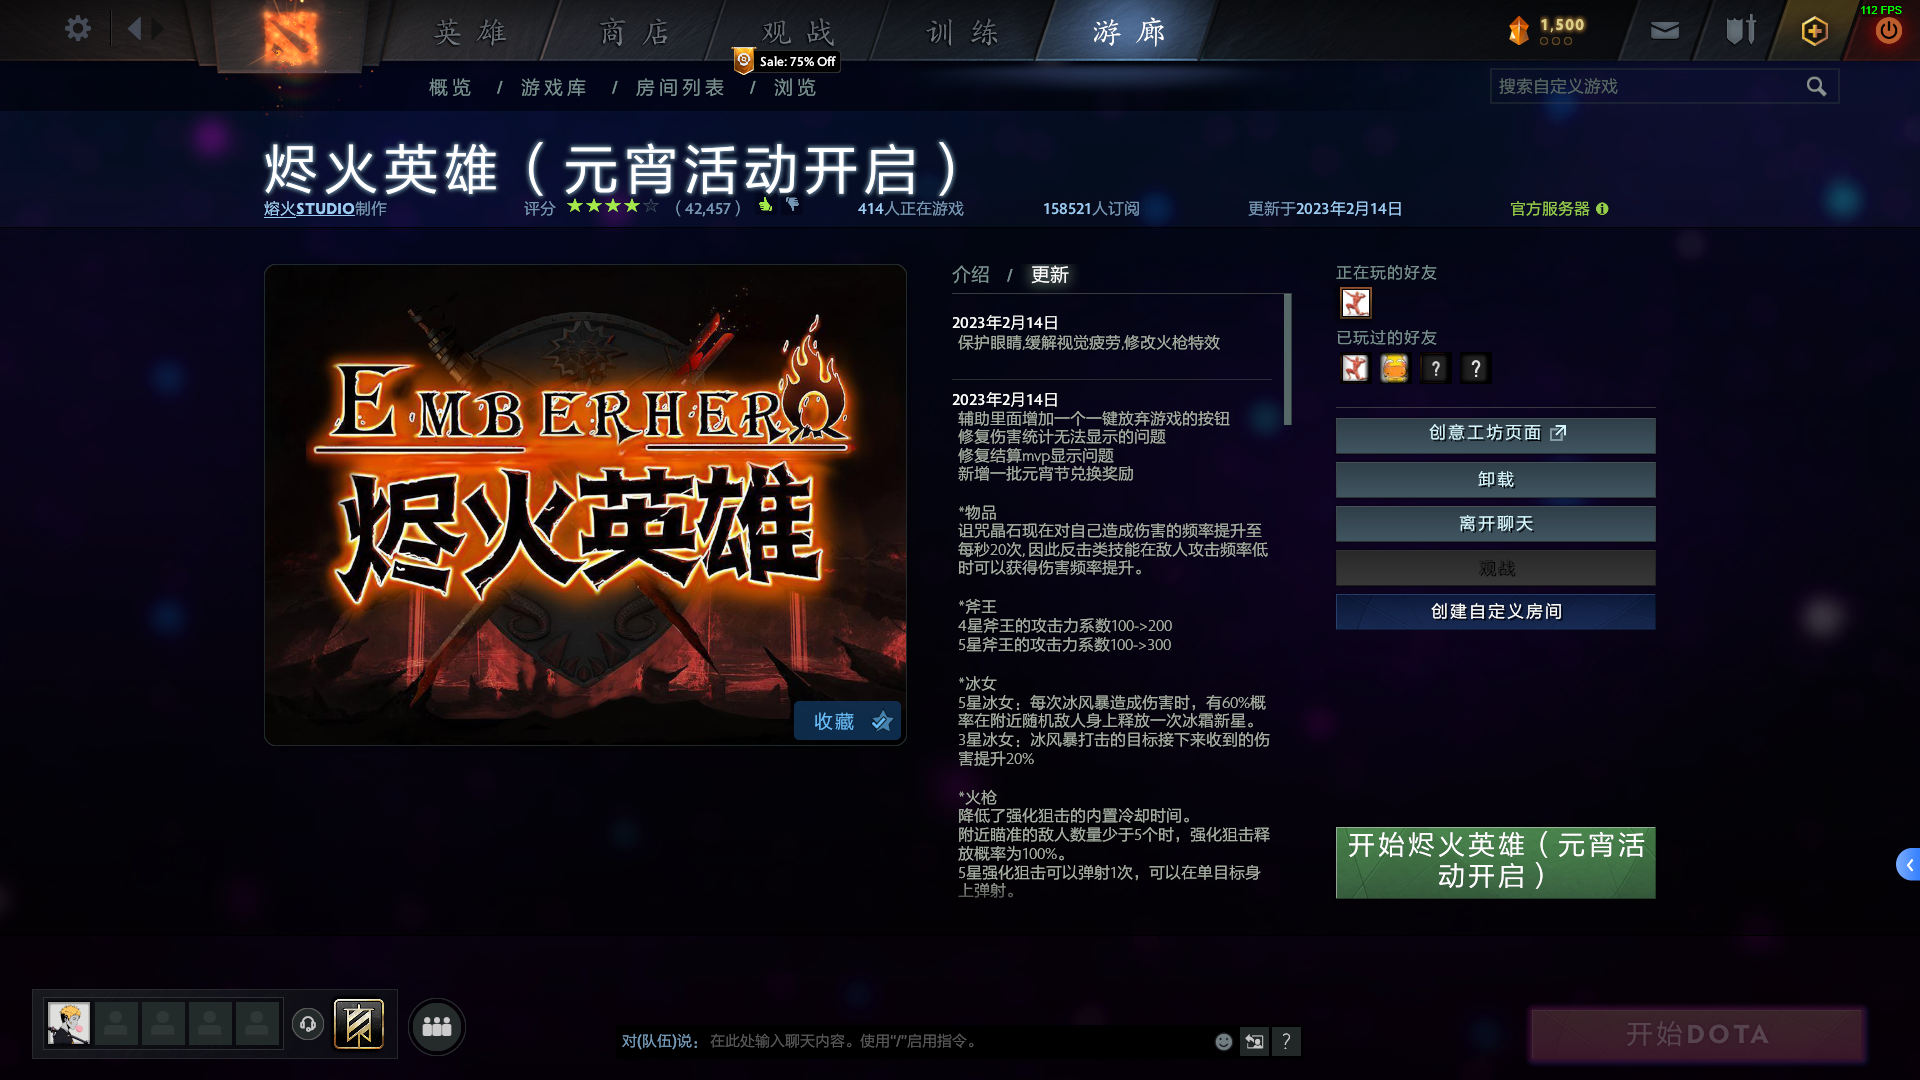 112 FPS
英雄
商店
观战
训练
游廊
1,500
Sale: 75% Off
概览 / 游戏库 / 房间列表 / 浏览
搜索自定义游戏
烬火英雄（元宵活动开启）
熔火STUDIO制作
评分
（42,457）
414人正在游戏
158521人订阅
更新于2023年2月14日
官方服务器
EMBERHERO
烬火英雄
收藏
介绍 / 更新
2023年2月14日
保护眼睛,缓解视觉疲劳,修改火枪特效
2023年2月14日
辅助里面增加一个一键放弃游戏的按钮
修复伤害统计无法显示的问题
修复结算mvp显示问题
新增一批元宵节兑换奖励
*物品
诅咒晶石现在对自己造成伤害的频率提升至
每秒20次, 因此反击类技能在敌人攻击频率低
时可以获得伤害频率提升。
*斧王
4星斧王的攻击力系数100->200
5星斧王的攻击力系数100->300
*冰女
5星冰女：每次冰风暴造成伤害时，有60%概
率在附近随机敌人身上释放一次冰霜新星。
3星冰女：冰风暴打击的目标接下来收到的伤
害提升20%
*火枪
降低了强化狙击的内置冷却时间。
附近瞄准的敌人数量少于5个时，强化狙击释
放概率为100%。
5星强化狙击可以弹射1次，可以在单目标身
上弹射。
正在玩的好友
已玩过的好友
? ?
创意工坊页面
卸载
离开聊天
观战
创建自定义房间
开始烬火英雄（元宵活
动开启）
对(队伍)说：在此处输入聊天内容。使用“/”启用指令。
?
开始DOTA